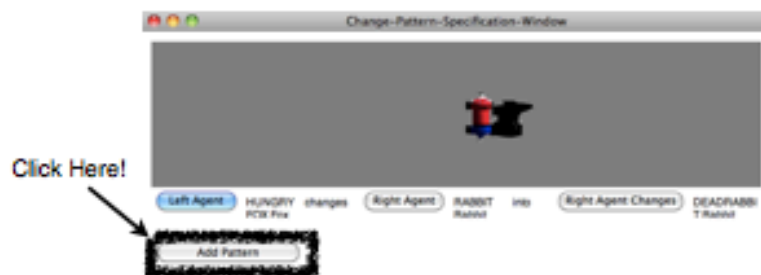 Change-Pattern-Specification-Window
Click Here!
Left Agent HUNGRY changes Right Agent RABBIT into Right Agent Changes DEADRABBI
FOX Fox Rabbit T Rabbit
Add Pattern